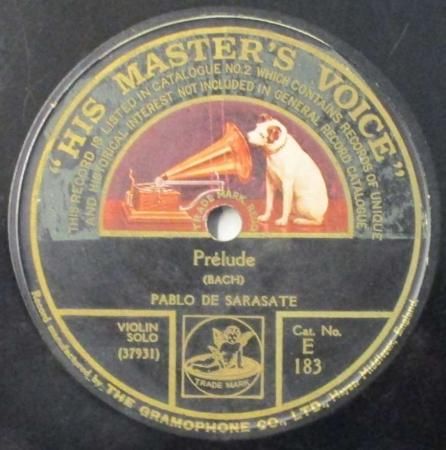 "HIS MASTER'S VOICE"
THIS RECORD IS LISTED IN CATALOGUE NO.2 WHICH CONTAINS RECORDS OF UNIQUE
AND HISTORICAL INTEREST NOT INCLUDED IN GENERAL RECORD CATALOGUE
TRADE MARK
Prélude
(BACH)
PABLO DE SARASATE
VIOLIN
SOLO
(37931)
TRADE MARK
Cat. No.
E
183
Record manufactured by
THE GRAMOPHONE CO., LTD., Hayes, Middlesex, England.